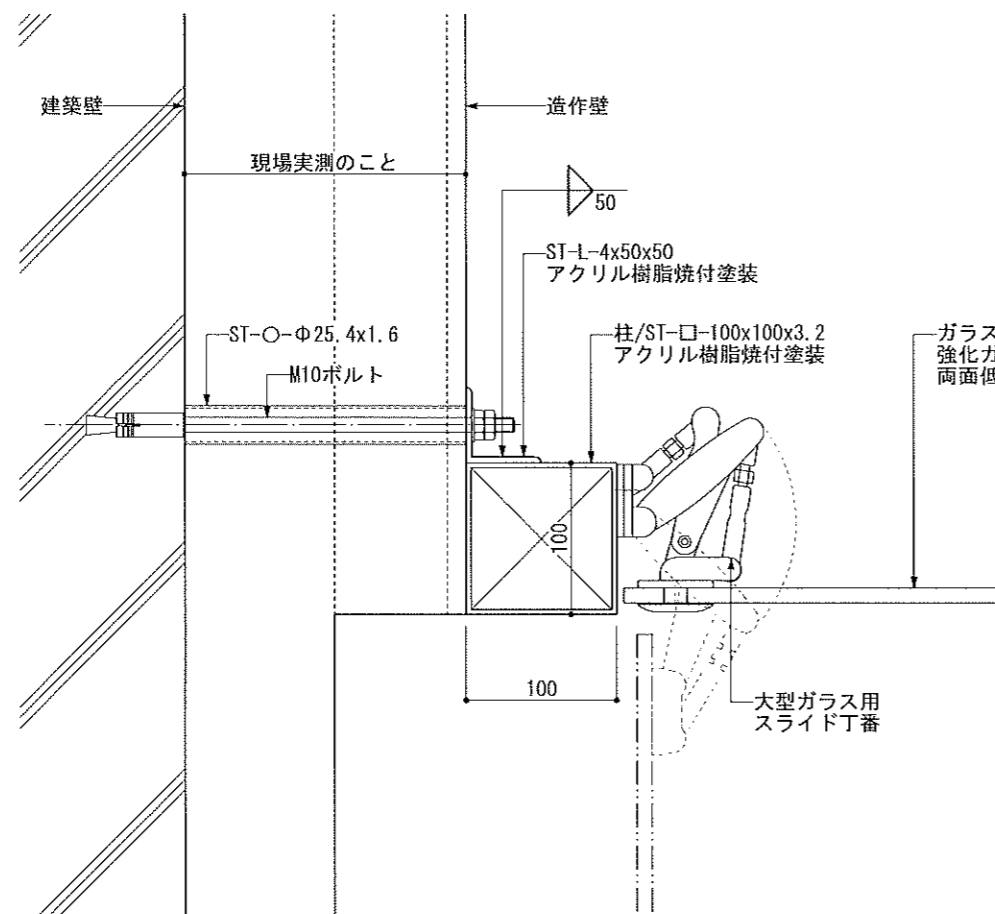 建築壁
造作壁
現場実測のこと
50
ST-L-4x50x50
アクリル樹脂焼付塗装
ST-○-Φ25.4x1.6
M10ボルト
柱/ST-□-100x100x3.2
アクリル樹脂焼付塗装
ガラス
強化ガ
両面低
100
100
大型ガラス用
スライド丁番